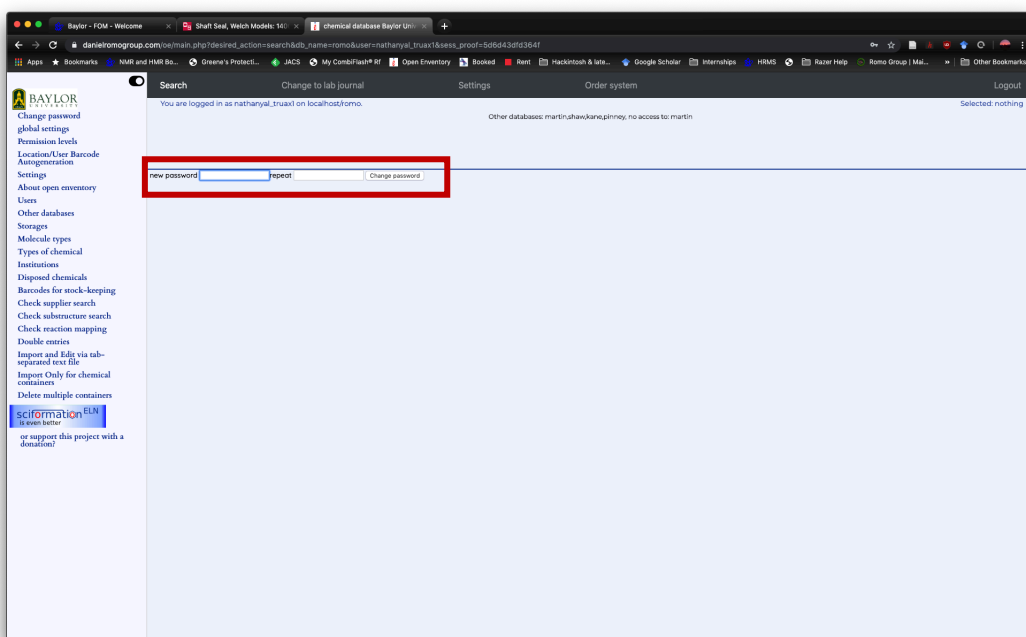 Baylor - FOM - Welcome
Shaft Seal, Welch Models: 140
chemical database Baylor Univ
danielromogroup.com/oe/main.php?desired_action=search&db_name=romo&user=nathanyal_truax1&sess_proof=5d6d43dfd364f
Apps Bookmarks NMR and HMR Bo... Greene's Protecti... JACS My CombiFlash® Rf Open Enventory Booked Rent Hackintosh & late... Google Scholar Internships HRMS Razer Help Romo Group | Mai... » Other Bookmarks
Search Change to lab journal Settings Order system Logout
You are logged in as nathanyal_truax1 on localhost/romo. Selected: nothing
Other databases: martin,shaw,kane,pinney, no access to: martin
new password repeat Change password
BAYLOR
UNIVERSITY
Change password
global settings
Permission levels
Location/User Barcode
Autogeneration
Settings
About open enventory
Users
Other databases
Storages
Molecule types
Types of chemical
Institutions
Disposed chemicals
Barcodes for stock-keeping
Check supplier search
Check substructure search
Check reaction mapping
Double entries
Import and Edit via tab-
separated text file
Import Only for chemical
containers
Delete multiple containers
sciformation ELN
is even better
or support this project with a
donation?